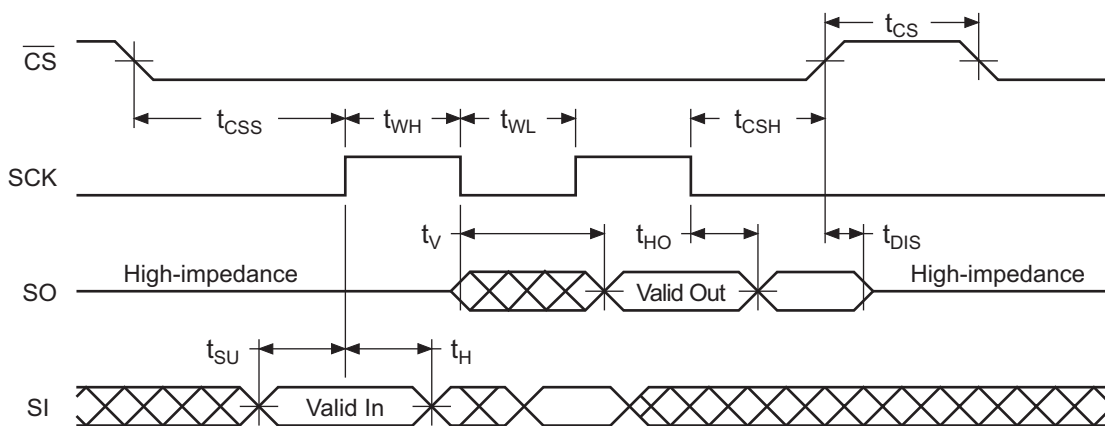 t_CS
C̅S̅
t_CSS t_WH t_WL t_CSH
SCK
t_V t_HO t_DIS
High-impedance High-impedance
SO Valid Out
t_SU t_H
SI Valid In